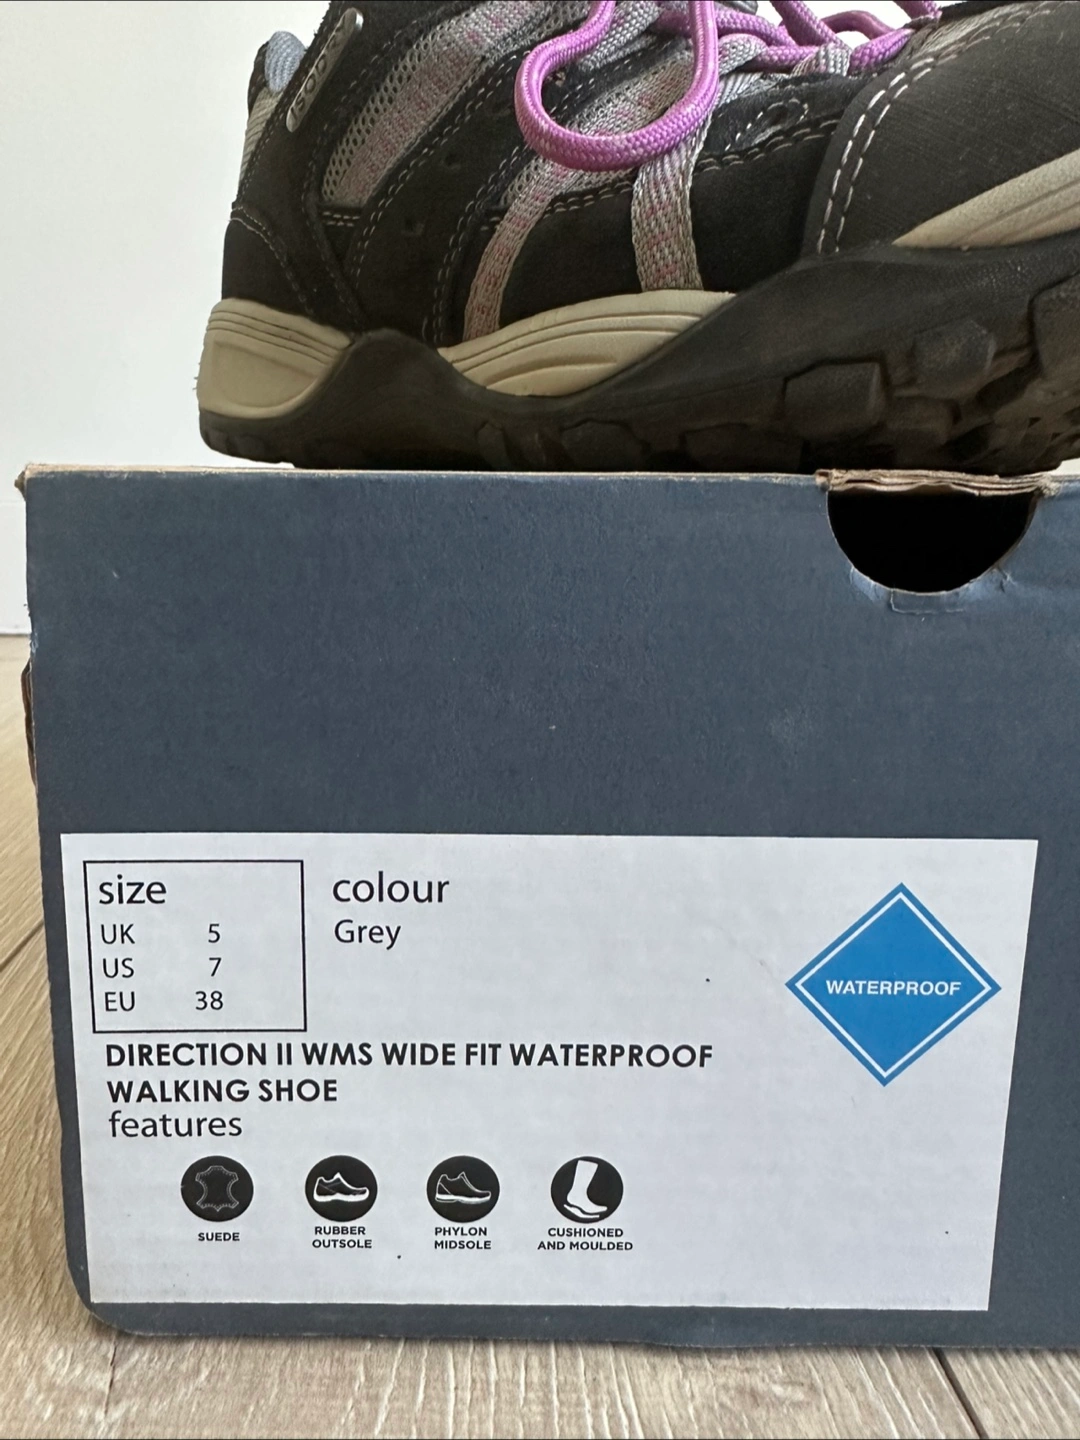 ISODRY
size
UK 5
US 7
EU 38
colour
Grey
WATERPROOF
DIRECTION II WMS WIDE FIT WATERPROOF
WALKING SHOE
features
SUEDE
RUBBER
OUTSOLE
PHYLON
MIDSOLE
CUSHIONED
AND MOULDED